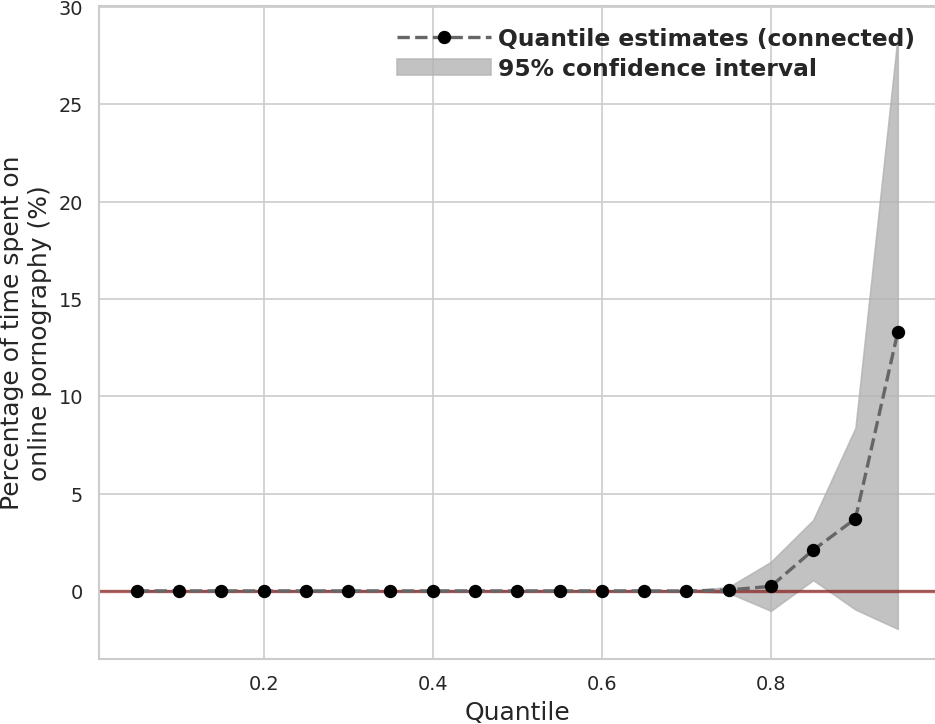 Quantile estimates (connected)
95% confidence interval
Percentage of time spent on
online pornography (%)
30
25
20
15
10
5
0
0.2
0.4
0.6
0.8
Quantile